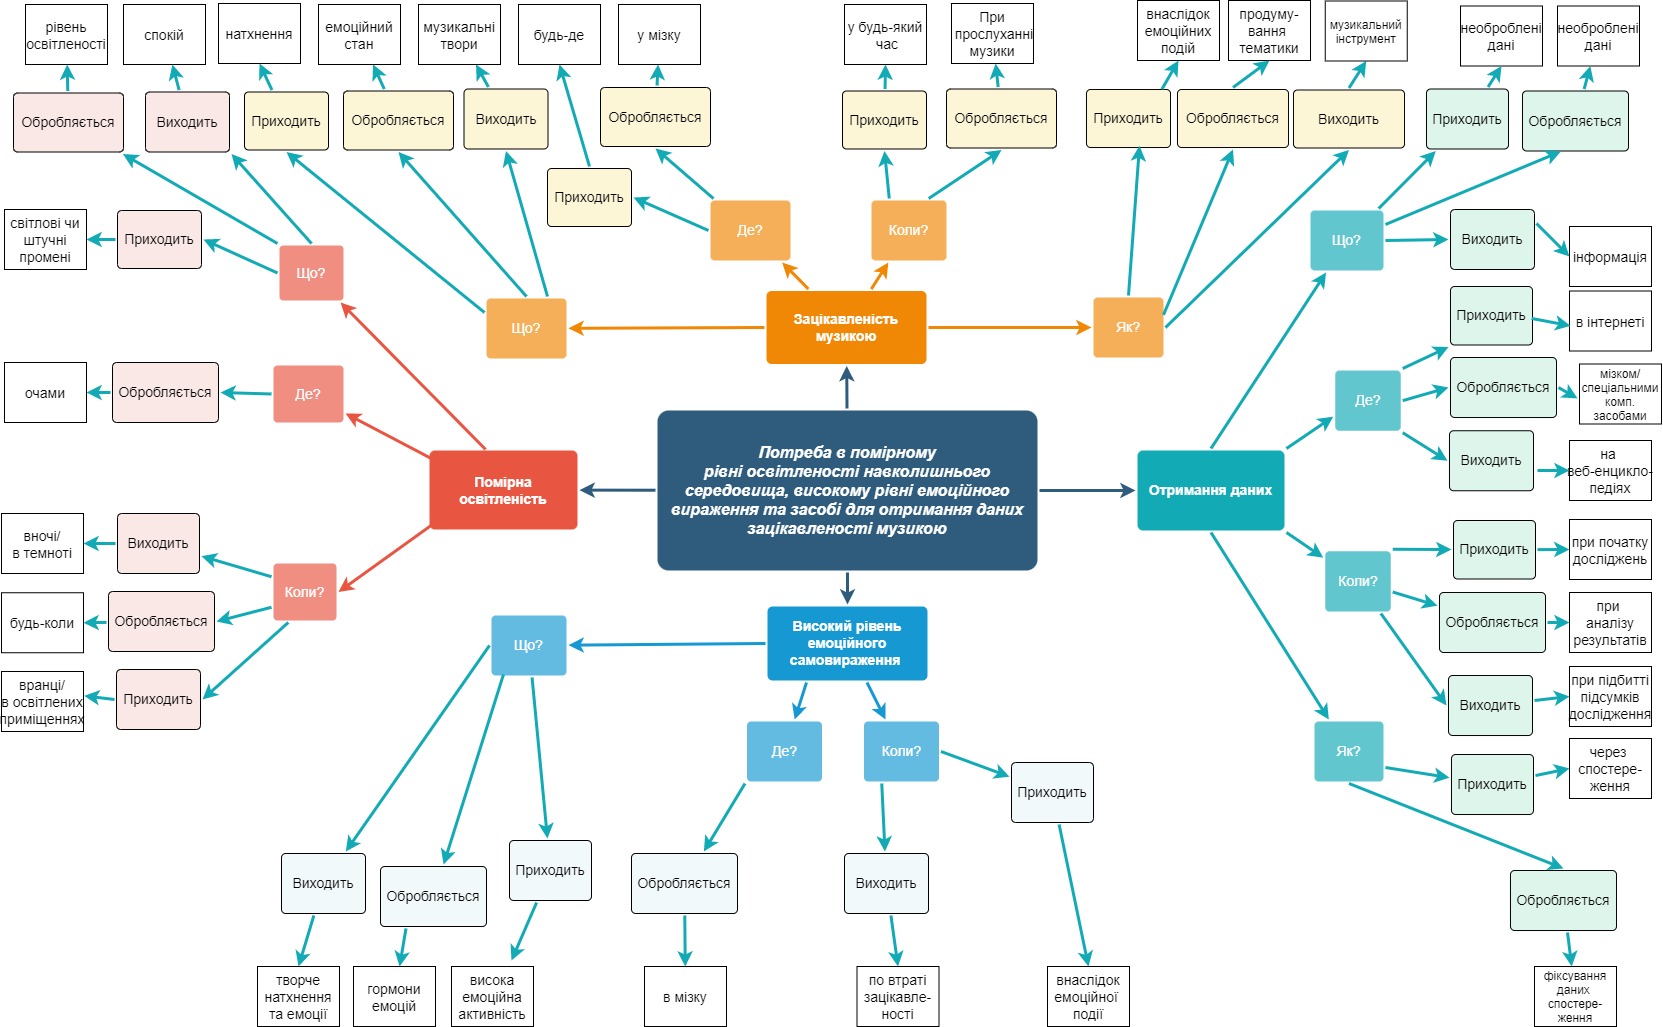 рівень
освітленості
спокій
натхнення
емоційний
стан
музикальні
твори
будь-де
у мізку
у будь-який
час
При
прослуханні
музики
внаслідок
емоційних
подій
продуму-
вання
тематики
музикальний
інструмент
необроблені
дані
необроблені
дані
Обробляється
Виходить
Приходить
Обробляється
Виходить
Приходить
Обробляється
Приходить
Обробляється
Приходить
Обробляється
Виходить
Приходить
Обробляється
світлові чи
штучні
промені
Приходить
Що?
Що?
Де?
Коли?
Зацікавленість
музикою
Як?
Що?
Виходить
інформація
Приходить
в інтернеті
очами
Обробляється
Де?
Де?
Обробляється
мізком/
спеціальними
комп.
засобами
Виходить
на
веб-енцикло-
педіях
Помірна
освітленість
Потреба в помірному
рівні освітленості навколишнього
середовища, високому рівні емоційного
вираження та засобі для отримання даних
зацікавленості музикою
Отримання даних
вночі/
в темноті
Виходить
Коли?
будь-коли
Обробляється
вранці/
в освітлених
приміщеннях
Приходить
Коли?
Приходить
при початку
досліджень
Обробляється
при
аналізу
результатів
Виходить
при підбитті
підсумків
дослідження
Що?
Високий рівень
емоційного
самовираження
Де?
Коли?
Приходить
Як?
Приходить
через
спостере-
ження
Виходить
Обробляється
Приходить
Обробляється
Виходить
Обробляється
творче
натхнення
та емоції
гормони
емоцій
висока
емоційна
активність
в мізку
по втраті
зацікавле-
ності
внаслідок
емоційної
події
фіксування
даних
спостере-
ження